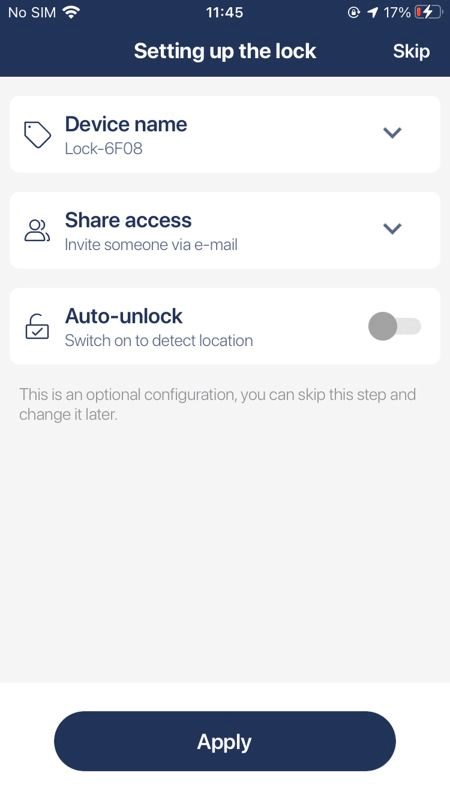 No SIM 11:45 17%
Setting up the lock Skip
Device name
Lock-6F08
Share access
Invite someone via e-mail
Auto-unlock
Switch on to detect location
This is an optional configuration, you can skip this step and
change it later.
Apply